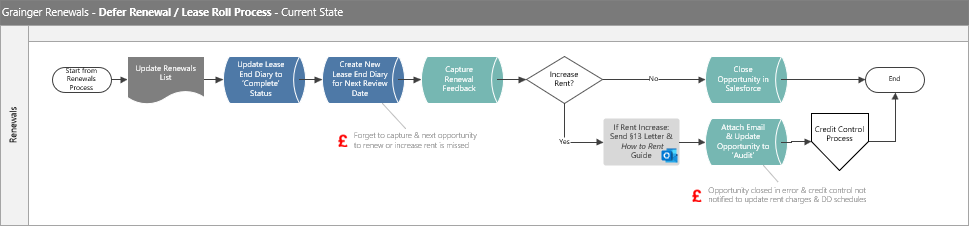 Grainger Renewals - Defer Renewal / Lease Roll Process - Current State
Renewals
Start from
Renewals
Process
Update Renewals
List
Update Lease
End Diary to
'Complete'
Status
Create New
Lease End Diary
for Next Review
Date
Capture
Renewal
Feedback
Increase
Rent?
No
Close
Opportunity in
Salesforce
End
£
Forget to capture & next opportunity
to renew or increase rent is missed
Yes
If Rent Increase:
Send §13 Letter &
How to Rent
Guide
Attach Email
& Update
Opportunity to
'Audit'
Credit Control
Process
£
Opportunity closed in error & credit control not
notified to update rent charges & DD schedules